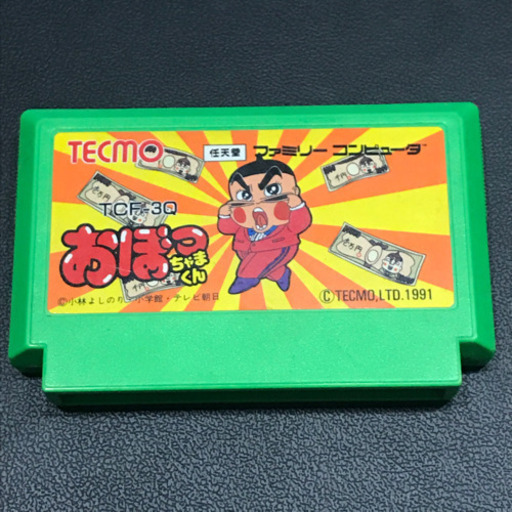 TECMO
任天堂 ファミリー コンピュータ™
TCF-3Q
おぼっちゃまくん
©小林よしのり・小学館・テレビ朝日
©TECMO,LTD.1991